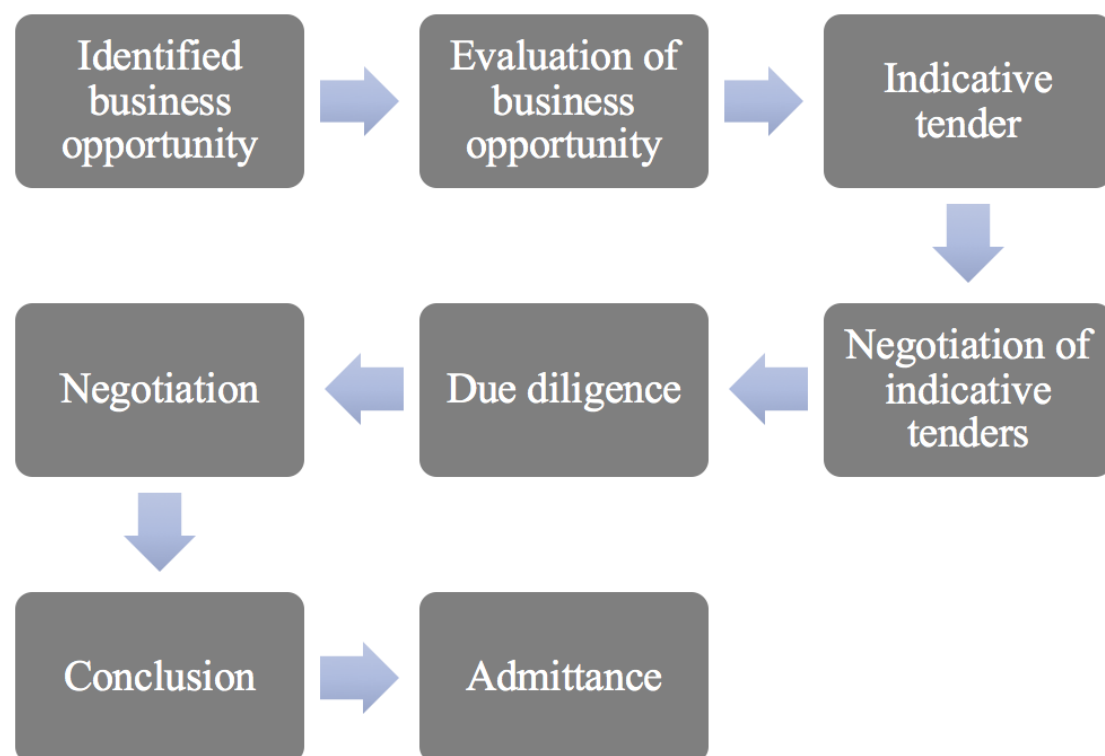 Identified
business
opportunity
Evaluation of
business
opportunity
Indicative
tender
Negotiation of
indicative
tenders
Due diligence
Negotiation
Conclusion
Admittance